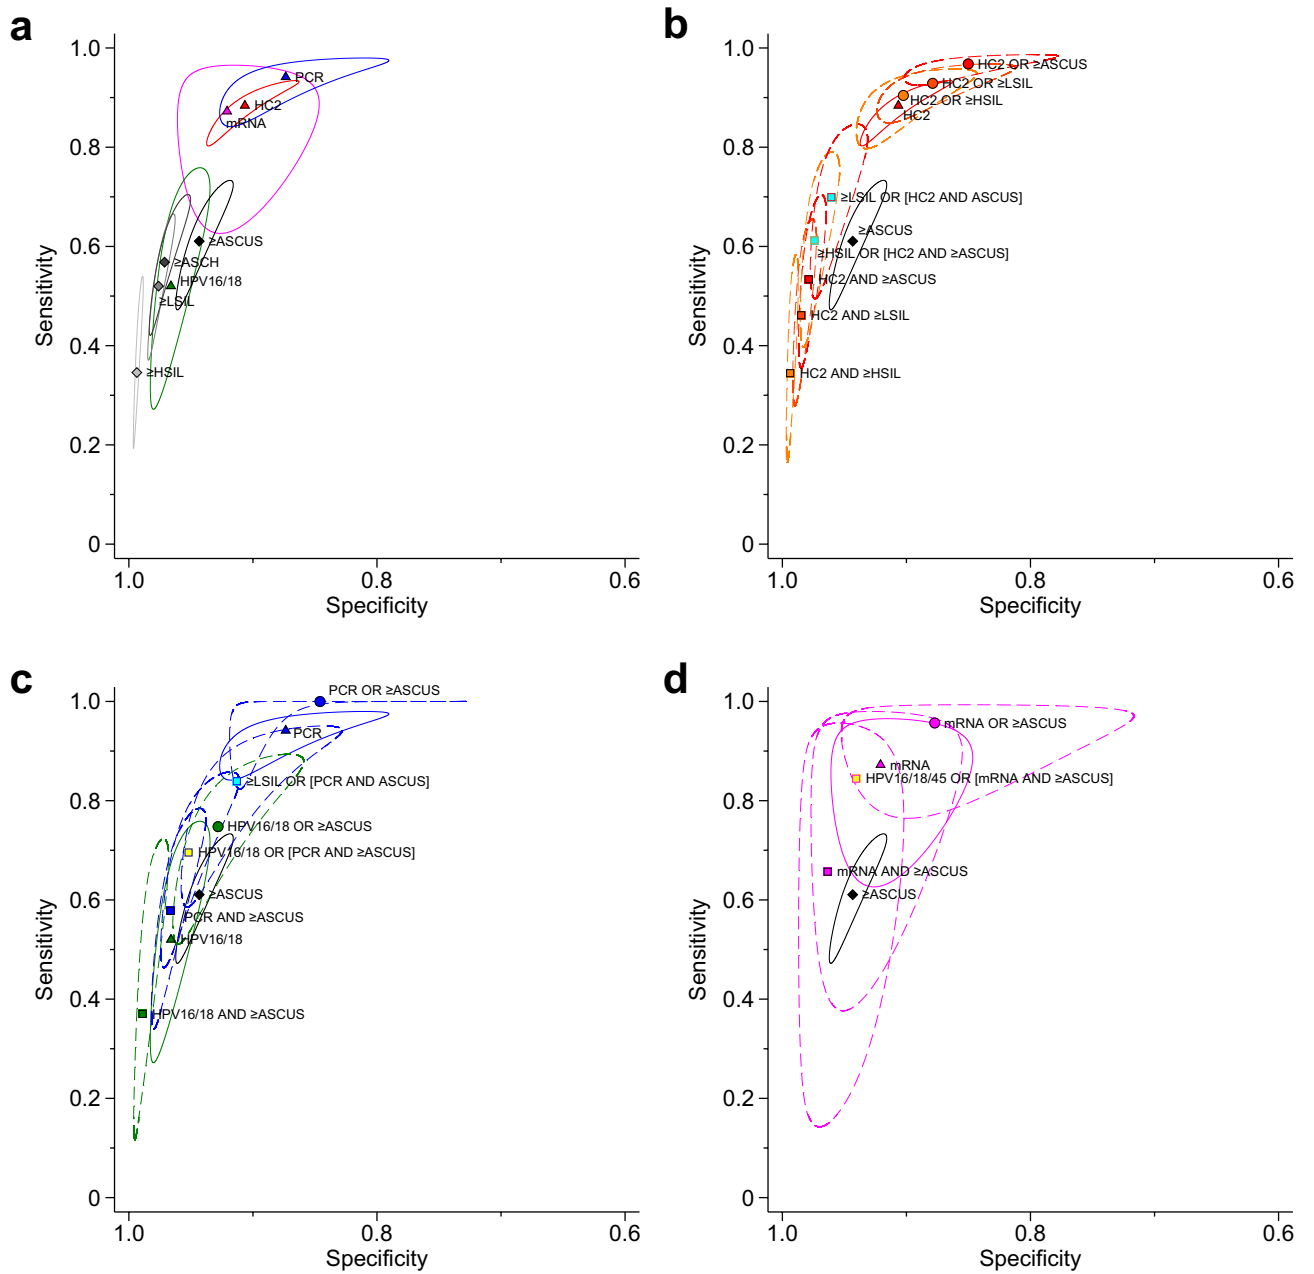 a
1.0
0.8
0.6
0.4
0.2
0
Sensitivity
PCR
HC2
mRNA
≥ASCUS
≥ASCH
HPV16/18
≥LSIL
≥HSIL
1.0
0.8
0.6
Specificity
b
1.0
0.8
0.6
0.4
0.2
0
Sensitivity
HC2 OR ≥ASCUS
HC2 OR ≥LSIL
HC2 OR ≥HSIL
HC2
≥LSIL OR [HC2 AND ASCUS]
≥ASCUS
≥HSIL OR [HC2 AND ≥ASCUS]
HC2 AND ≥ASCUS
HC2 AND ≥LSIL
HC2 AND ≥HSIL
1.0
0.8
0.6
Specificity
c
1.0
0.8
0.6
0.4
0.2
0
Sensitivity
PCR OR ≥ASCUS
PCR
≥LSIL OR [PCR AND ASCUS]
HPV16/18 OR ≥ASCUS
HPV16/18 OR [PCR AND ≥ASCUS]
≥ASCUS
PCR AND ≥ASCUS
HPV16/18
HPV16/18 AND ≥ASCUS
1.0
0.8
0.6
Specificity
d
1.0
0.8
0.6
0.4
0.2
0
Sensitivity
mRNA OR ≥ASCUS
mRNA
HPV16/18/45 OR [mRNA AND ≥ASCUS]
mRNA AND ≥ASCUS
≥ASCUS
1.0
0.8
0.6
Specificity